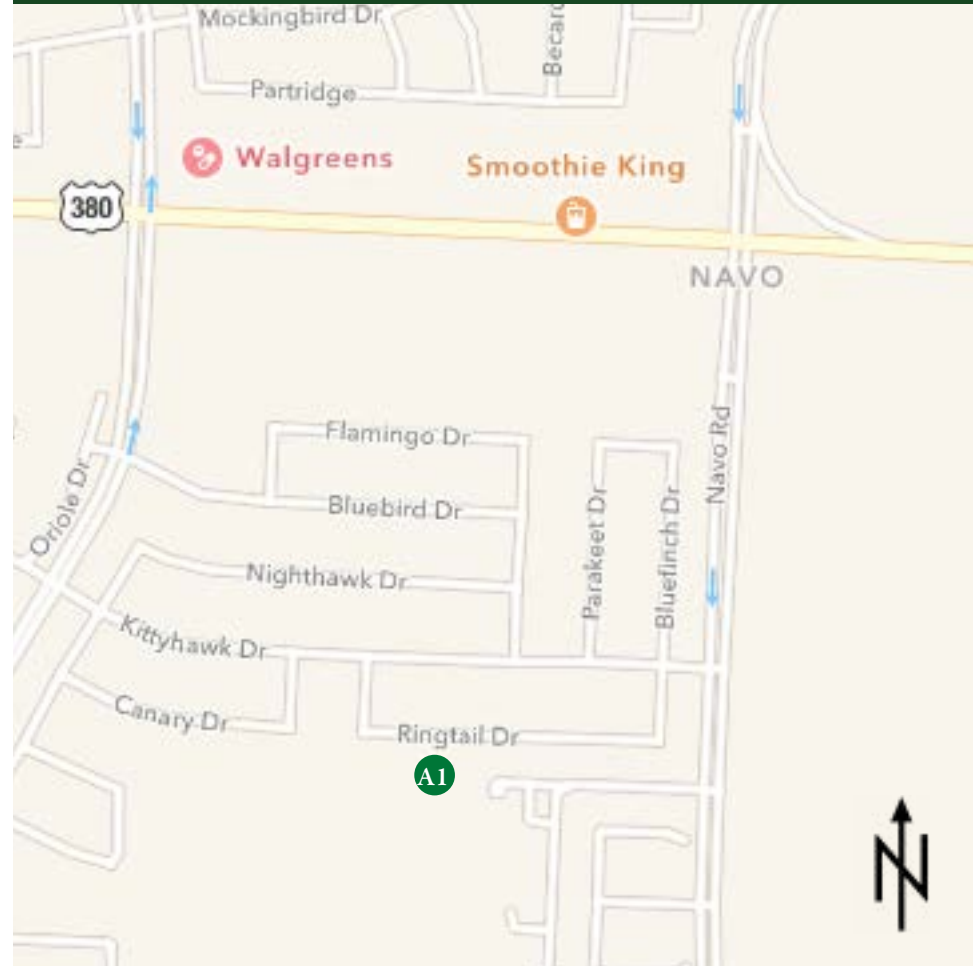 Mockingbird Dr
Becard
Partridge
Walgreens
Smoothie King
380
NAVO
Navo Rd
Flamingo Dr
Oriole Dr
Bluebird Dr
Parakeet Dr
Bluefinch Dr
Nighthawk Dr
Kittyhawk Dr
Canary Dr
Ringtail Dr
A1
N